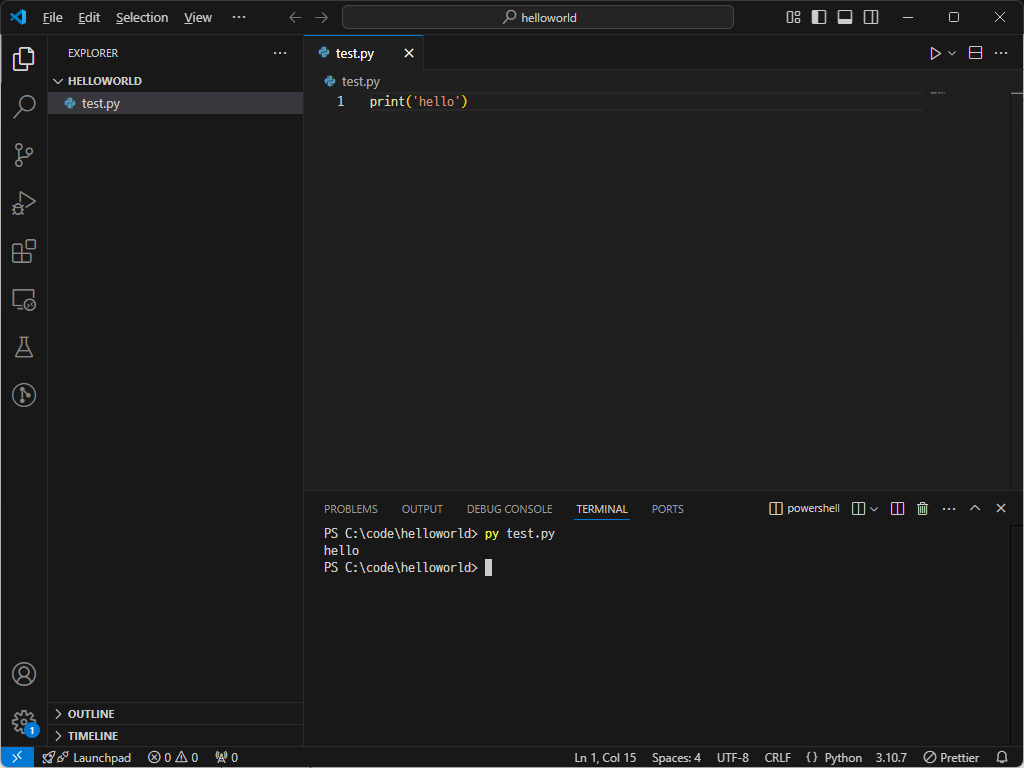 File Edit Selection View ··· helloworld
EXPLORER ···
HELLOWORLD
test.py
test.py
test.py
1 print('hello')
PROBLEMS OUTPUT DEBUG CONSOLE TERMINAL PORTS powershell
PS C:\code\helloworld> py test.py
hello
PS C:\code\helloworld>
OUTLINE
TIMELINE
1
Launchpad 0 0 0 Ln 1, Col 15 Spaces: 4 UTF-8 CRLF {} Python 3.10.7 Prettier